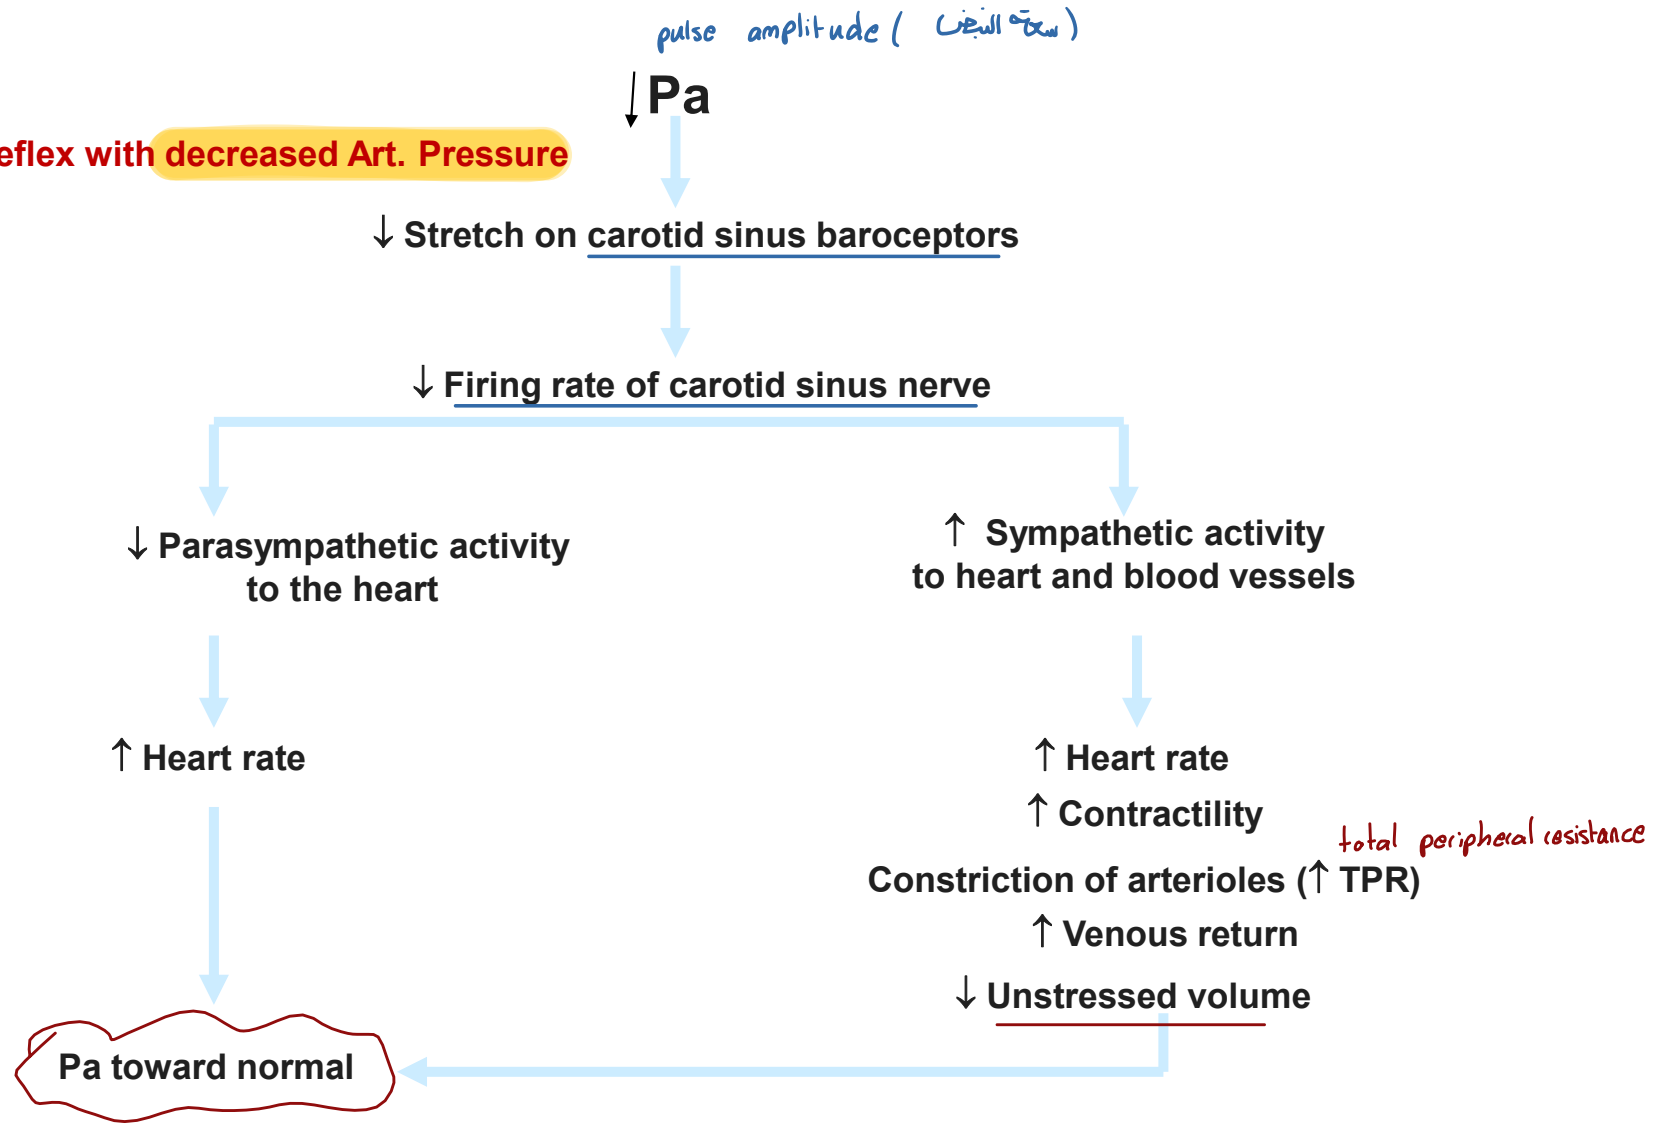 pulse amplitude ( سعة النبض )
↓ Pa
eflex with decreased Art. Pressure
↓ Stretch on carotid sinus baroceptors
↓ Firing rate of carotid sinus nerve
↓ Parasympathetic activity
to the heart
↑ Sympathetic activity
to heart and blood vessels
↑ Heart rate
↑ Heart rate
↑ Contractility
total peripheral resistance
Constriction of arterioles (↑ TPR)
↑ Venous return
↓ Unstressed volume
Pa toward normal